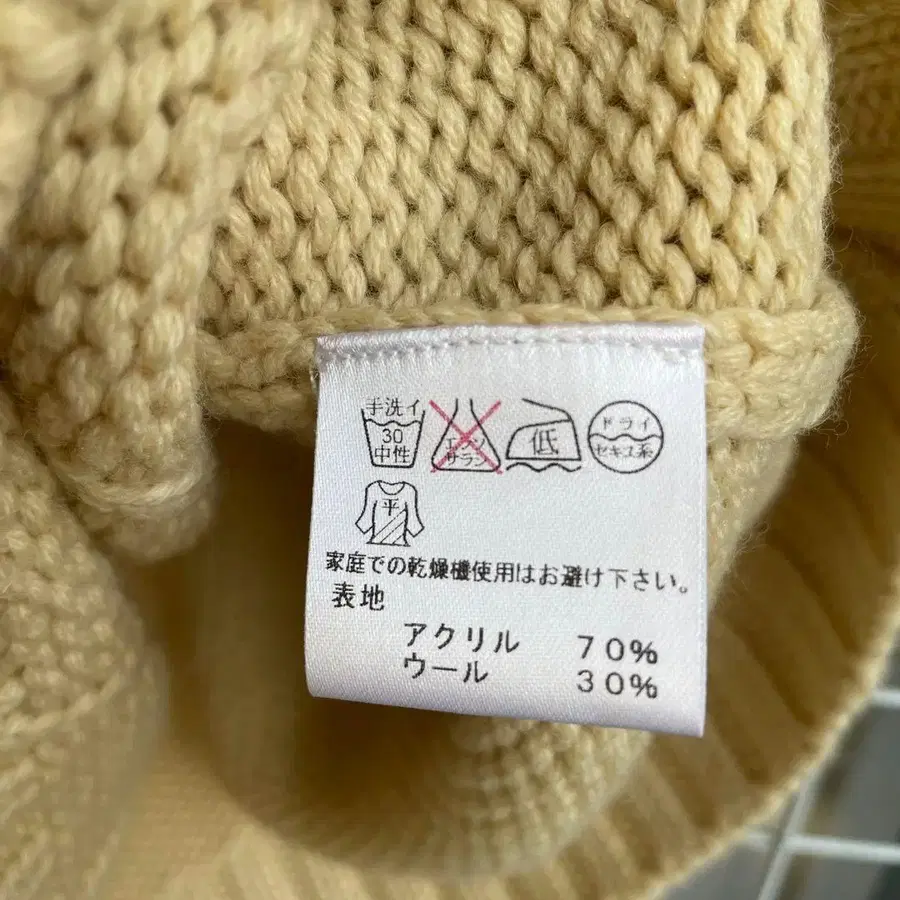 手洗イ
30
中性
エンソ
サラシ
低
ドライ
セキユ系
平
家庭での乾燥機使用はお避け下さい。
表地
アクリル 70%
ウール 30%